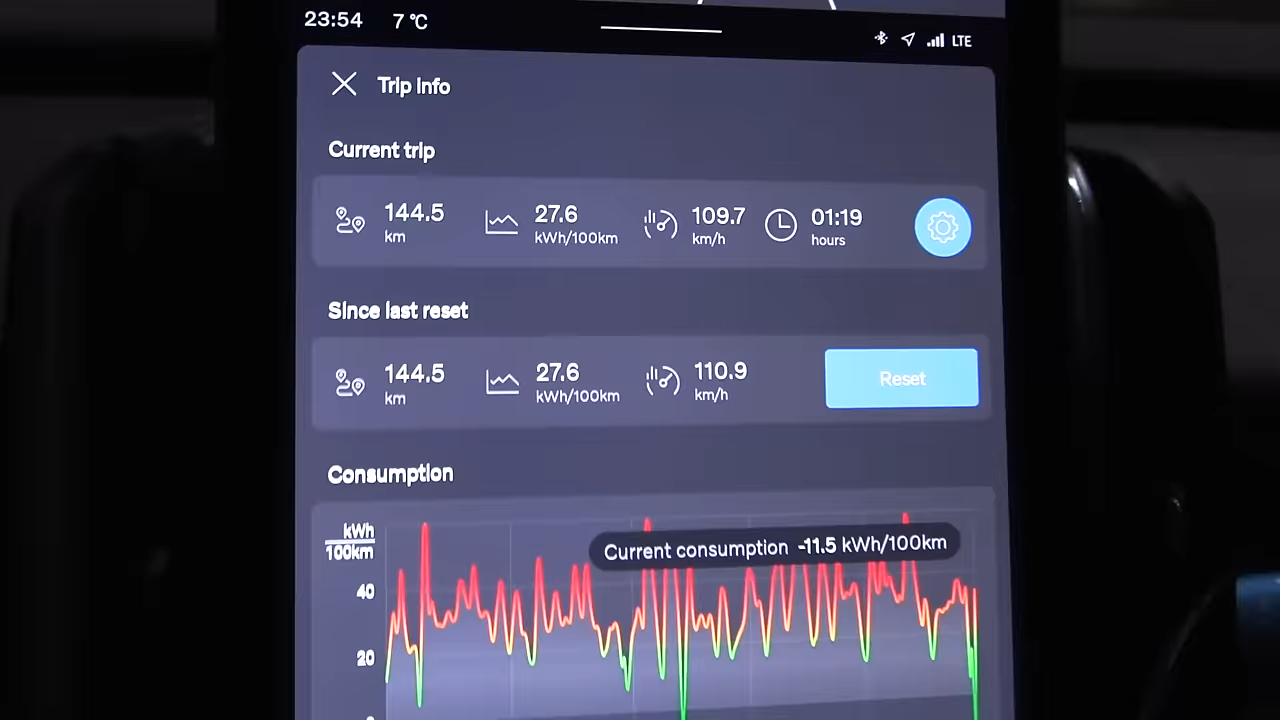 23:54 7 °C LTE
Trip info
Current trip
144.5 27.6 109.7 01:19
km kWh/100km km/h hours
Since last reset
144.5 27.6 110.9 Reset
km kWh/100km km/h
Consumption
kWh
100km
Current consumption -11.5 kWh/100km
40
20